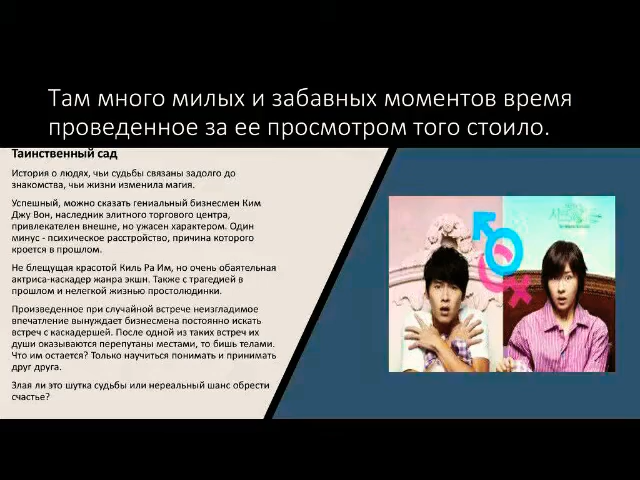 Там много милых и забавных моментов время
проведенное за ее просмотром того стоило.
Таинственный сад
История о людях, чьи судьбы связаны задолго до
знакомства, чьи жизни изменила магия.
Успешный, можно сказать гениальный бизнесмен Ким
Джу Вон, наследник элитного торгового центра,
привлекателен внешне, но ужасен характером. Один
минус - психическое расстройство, причина которого
кроется в прошлом.
Не блещущая красотой Киль Ра Им, но очень обаятельная
актриса-каскадер жанра экшн. Также с трагедией в
прошлом и нелегкой жизнью простолюдинки.
Произведенное при случайной встрече неизгладимое
впечатление вынуждает бизнесмена постоянно искать
встреч с каскадершей. После одной из таких встреч их
души оказываются перепутаны местами, то бишь телами.
Что им остается? Только научиться понимать и принимать
друг друга.
Злая ли это шутка судьбы или нереальный шанс обрести
счастье?